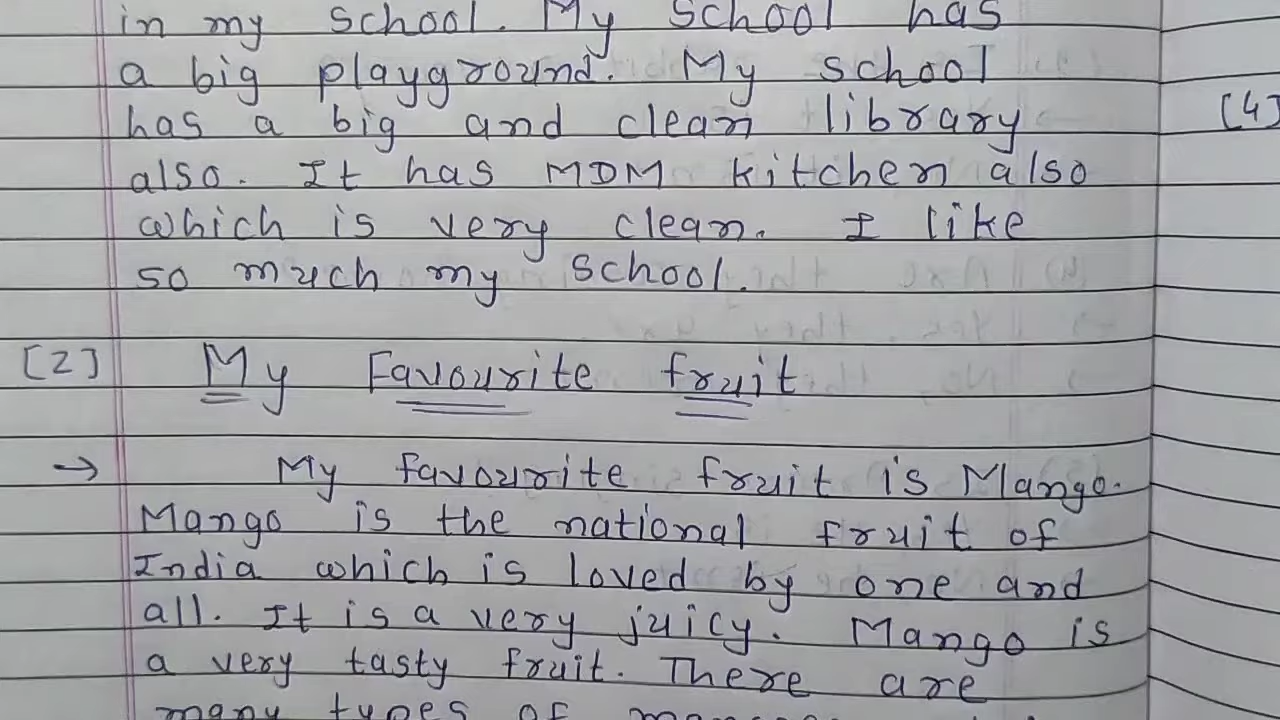 in my school. My school has
a big playground. My school
has a big and clean library
[4]
also. It has MDM kitchen also
which is very clean. I like
so much my school.
[2] My Favourite fruit
→ My favourite fruit is Mango.
Mango is the national fruit of
India which is loved by one and
all. It is a very juicy. Mango is
a very tasty fruit. There are
many types of